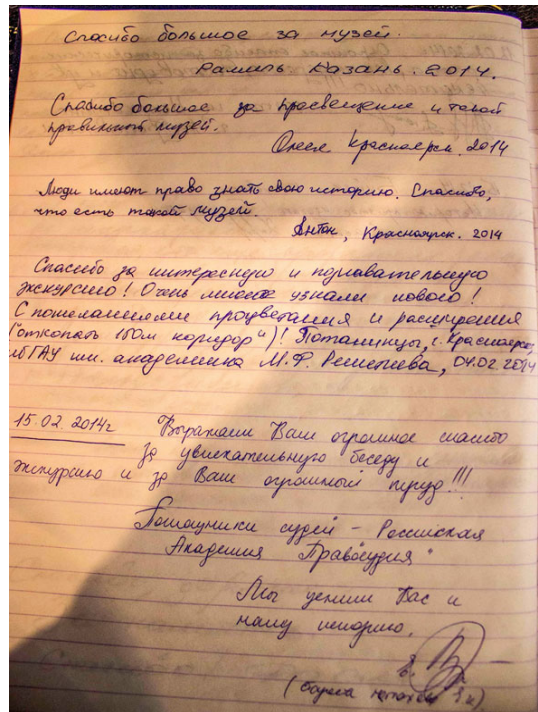 Спасибо большое за музей.
Рамиль Казань. 2014.
Спасибо большое за просвещение и такой
правильный музей.
Олеся Красноярск. 2014
Люди имеют право знать свою историю. Спасибо,
что есть такой музей.
Антон, Красноярск. 2014
Спасибо за интересную и познавательную
экскурсию! Очень много узнали нового!
С пожеланиями процветания и расширения
("откопать 150м коридор")! Потанинцы, г. Красноярск,
СибГАУ им. академика М.Ф. Решетнёва, 04.02.2014
15.02.2014г Выражаем Вам огромное спасибо
за увлекательную беседу и
экскурсию и за Ваш огромный труд!!!
Помощники судей - Российская
Академия Правосудия"
Мы ценим Вас и
нашу историю.